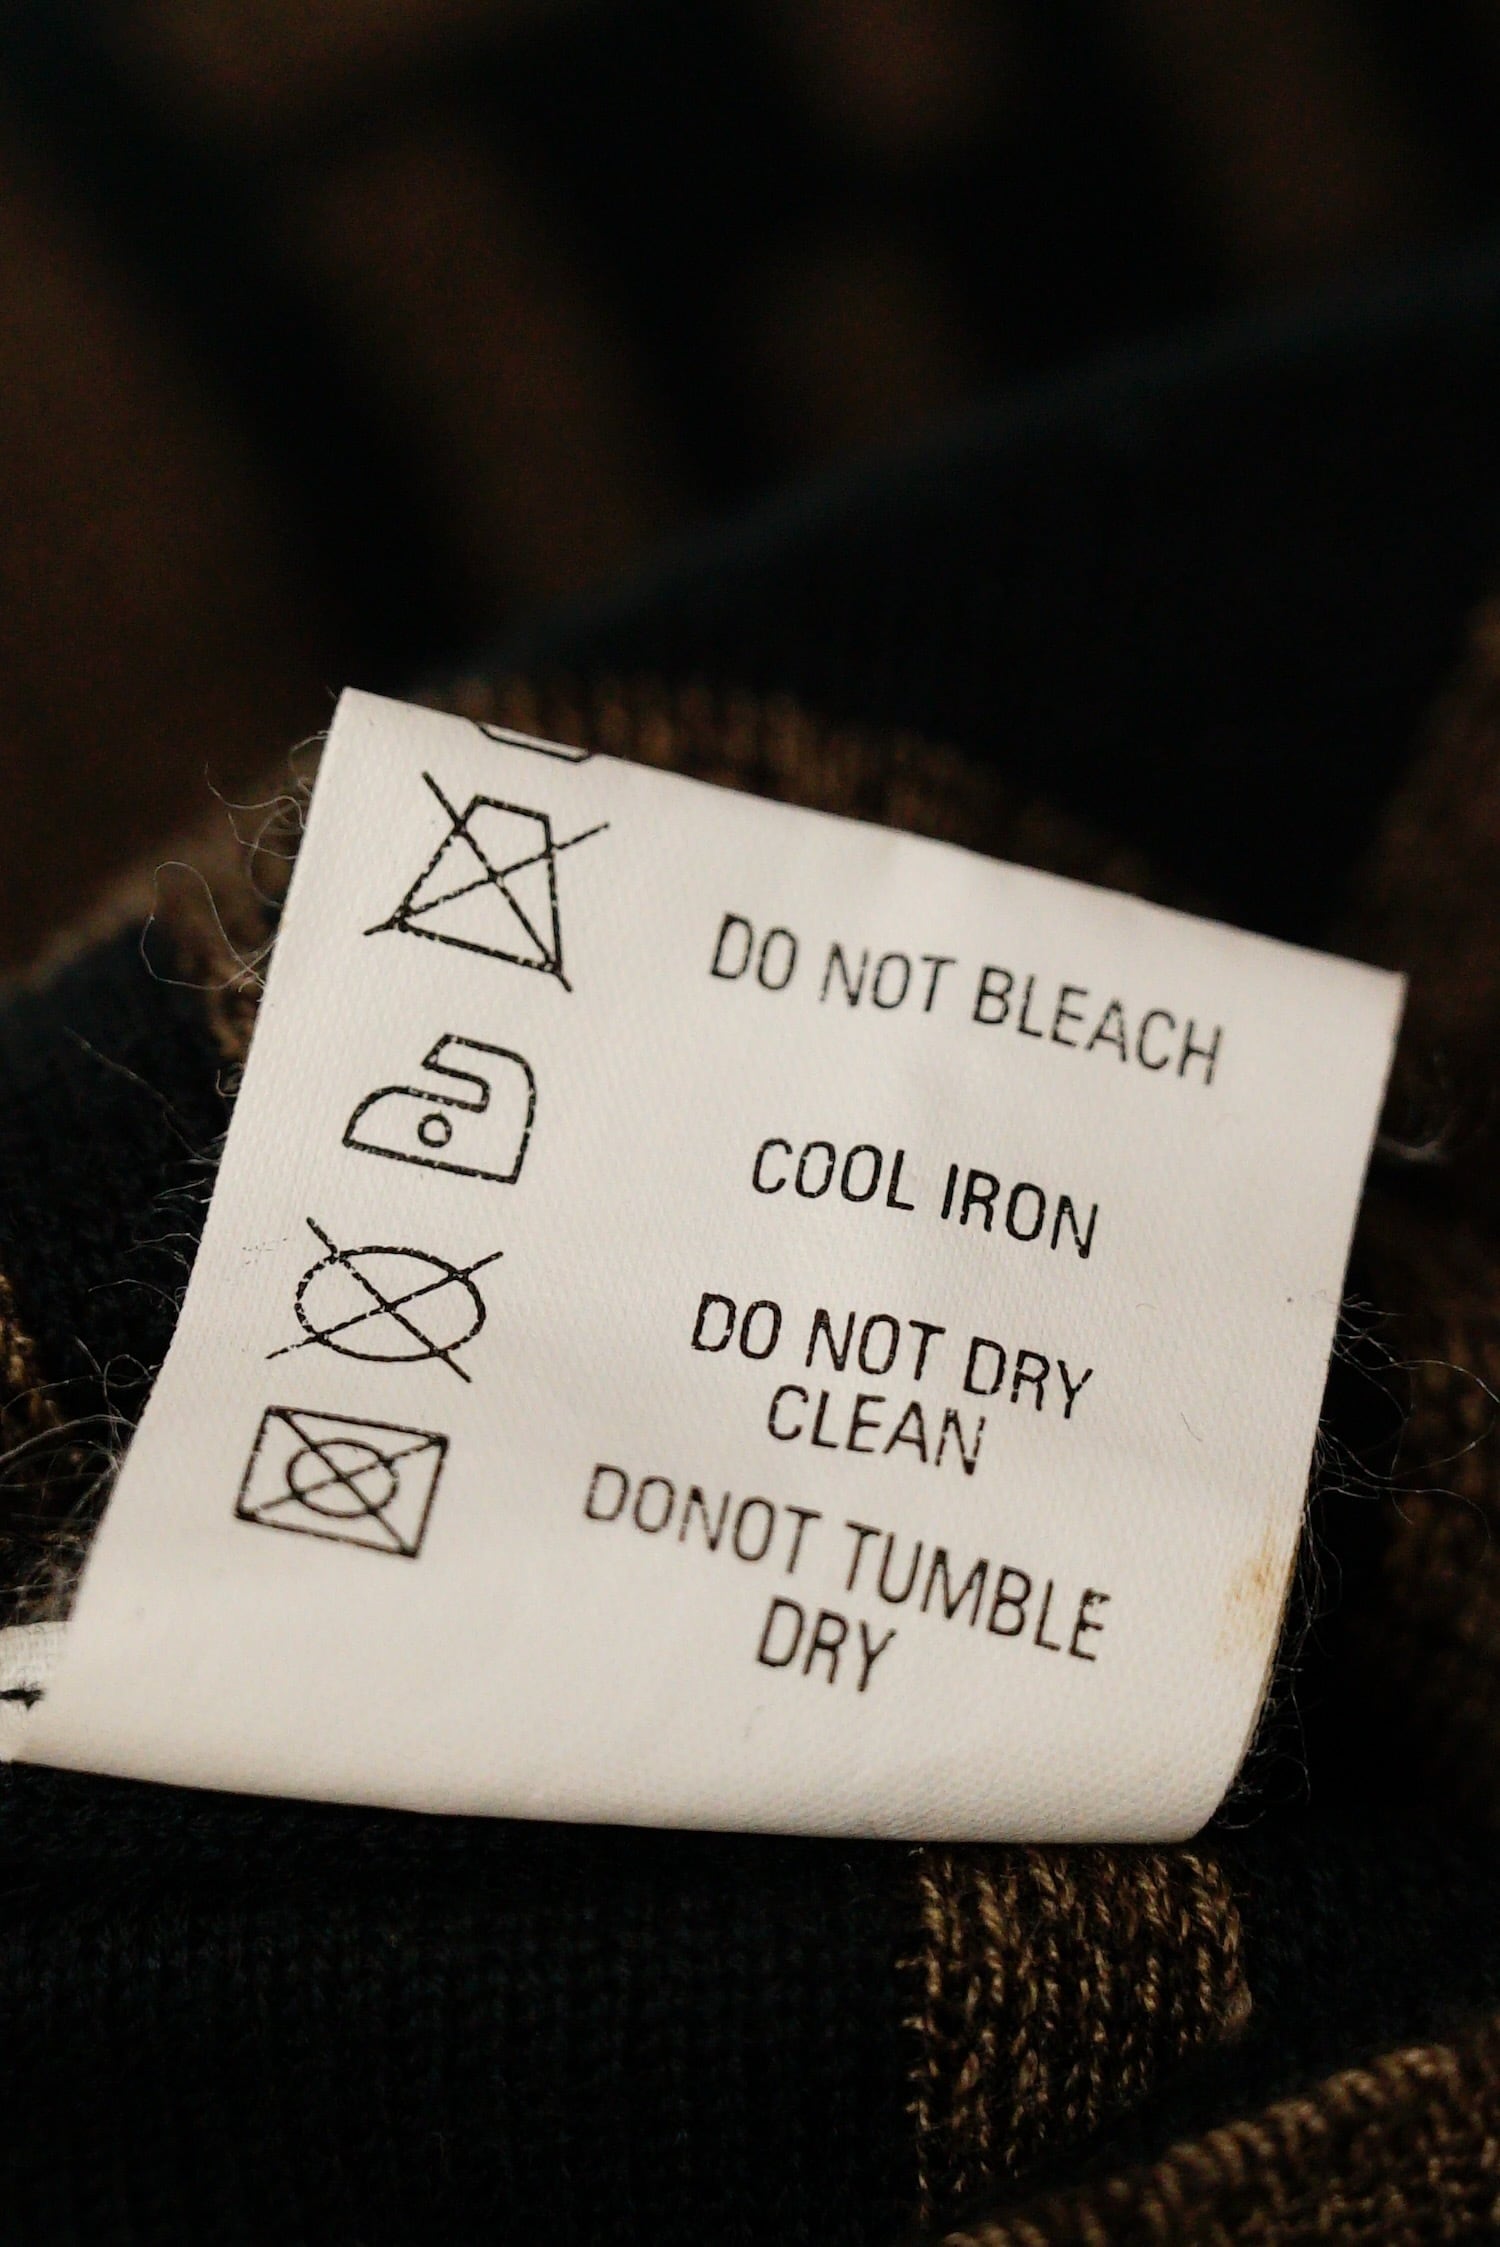 DO NOT BLEACH
COOL IRON
DO NOT DRY
CLEAN
DONOT TUMBLE
DRY